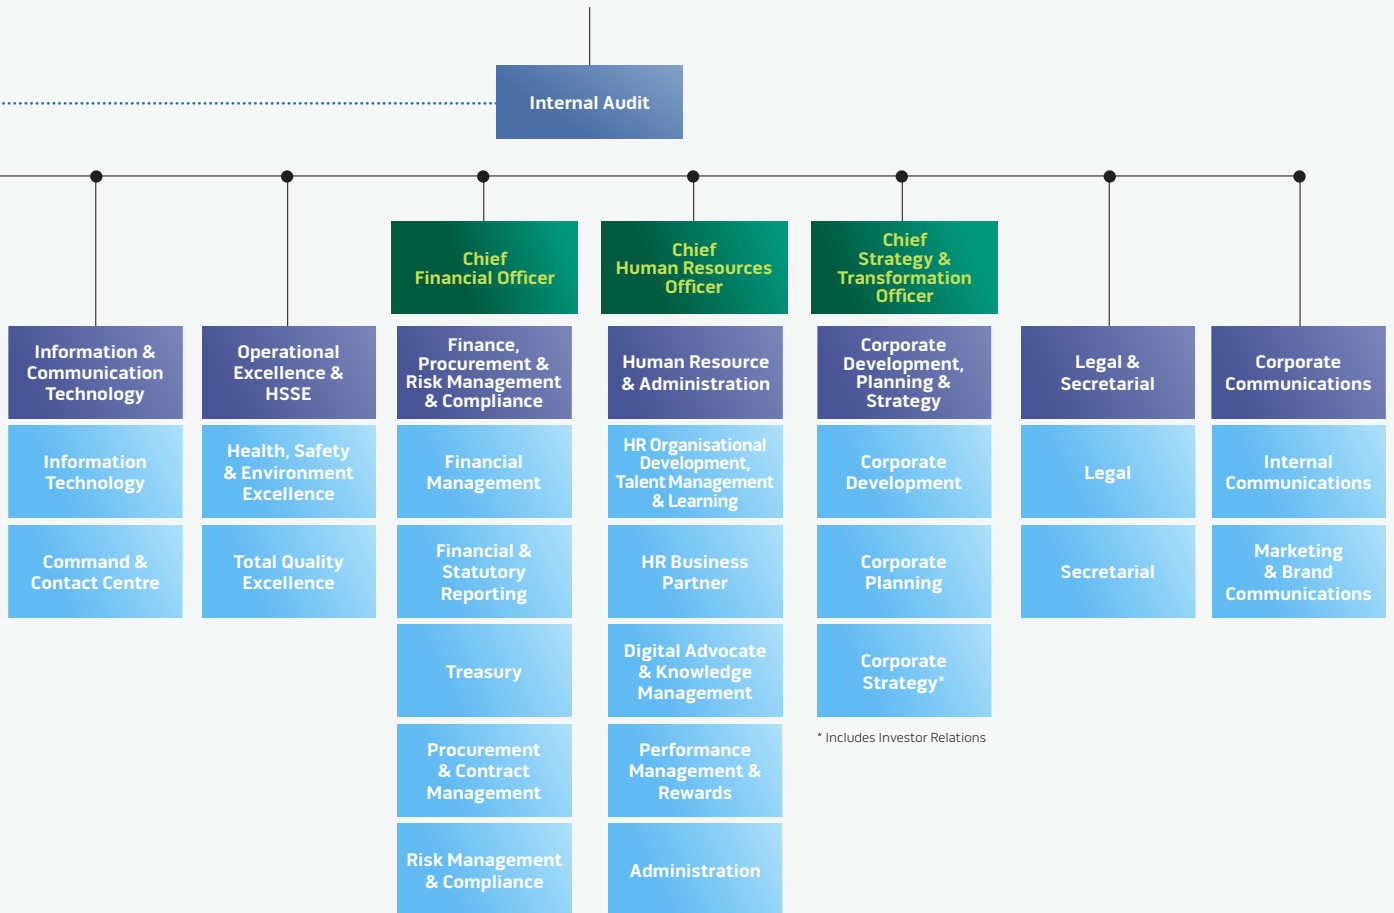 Internal Audit
Chief
Financial Officer
Chief
Human Resources
Officer
Chief
Strategy &
Transformation
Officer
Information &
Communication
Technology
Operational
Excellence &
HSSE
Finance,
Procurement &
Risk Management
& Compliance
Human Resource
& Administration
Corporate
Development,
Planning &
Strategy
Legal &
Secretarial
Corporate
Communications
Information
Technology
Health, Safety
& Environment
Excellence
Financial
Management
HR Organisational
Development,
Talent Management
& Learning
Corporate
Development
Legal
Internal
Communications
Command &
Contact Centre
Total Quality
Excellence
Financial &
Statutory
Reporting
HR Business
Partner
Corporate
Planning
Secretarial
Marketing
& Brand
Communications
Treasury
Digital Advocate
& Knowledge
Management
Corporate
Strategy*
* Includes Investor Relations
Procurement
& Contract
Management
Performance
Management &
Rewards
Risk Management
& Compliance
Administration